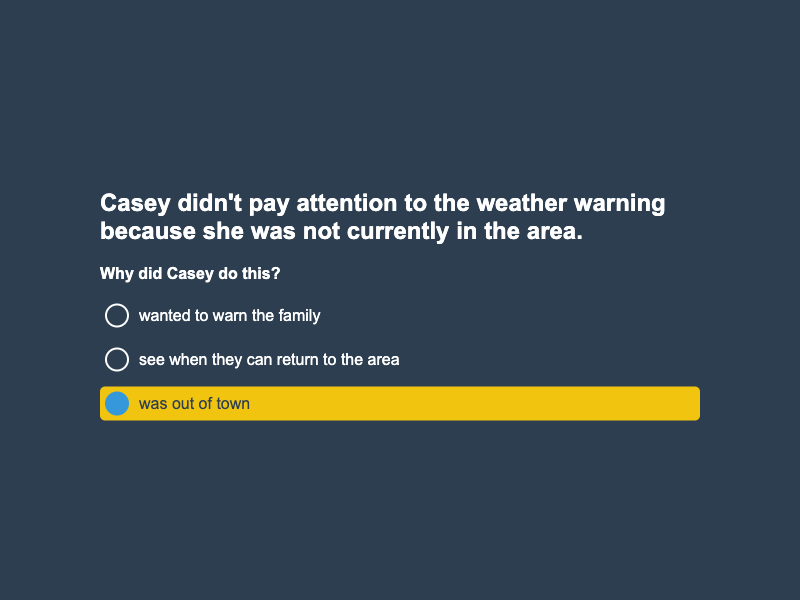 Casey didn't pay attention to the weather warning
because she was not currently in the area.
Why did Casey do this?
wanted to warn the family
see when they can return to the area
was out of town